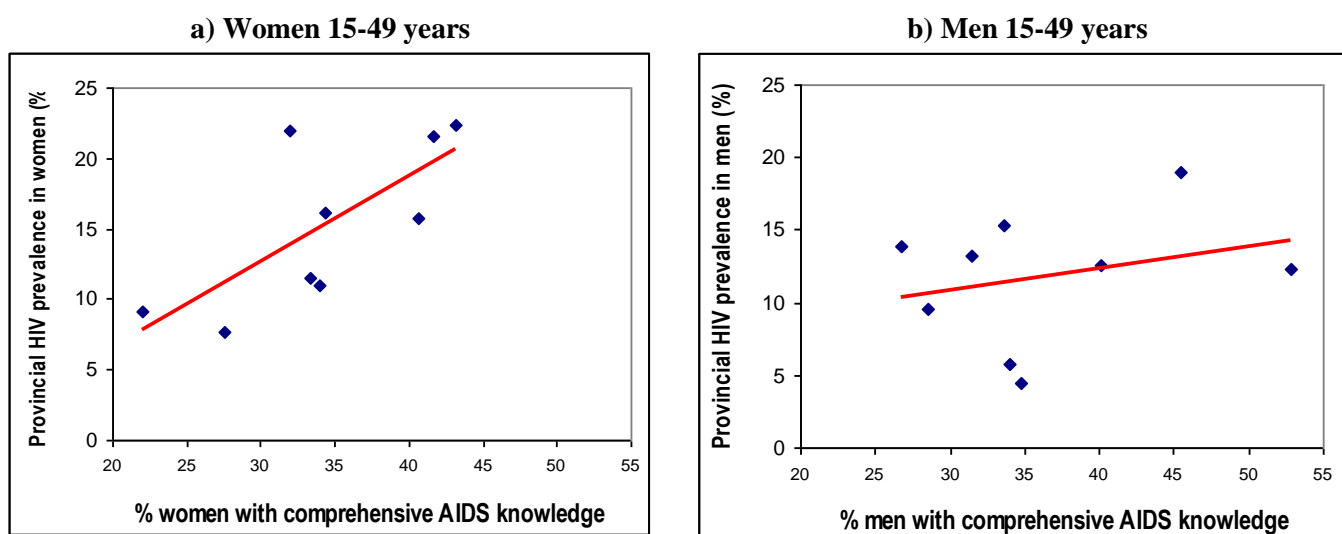 a) Women 15-49 years
Provincial HIV prevalence in women (%
25
20
15
10
5
0
20 25 30 35 40 45 50 55
% women with comprehensive AIDS knowledge
b) Men 15-49 years
Provincial HIV prevalence in men (%)
25
20
15
10
5
0
20 25 30 35 40 45 50 55
% men with comprehensive AIDS knowledge